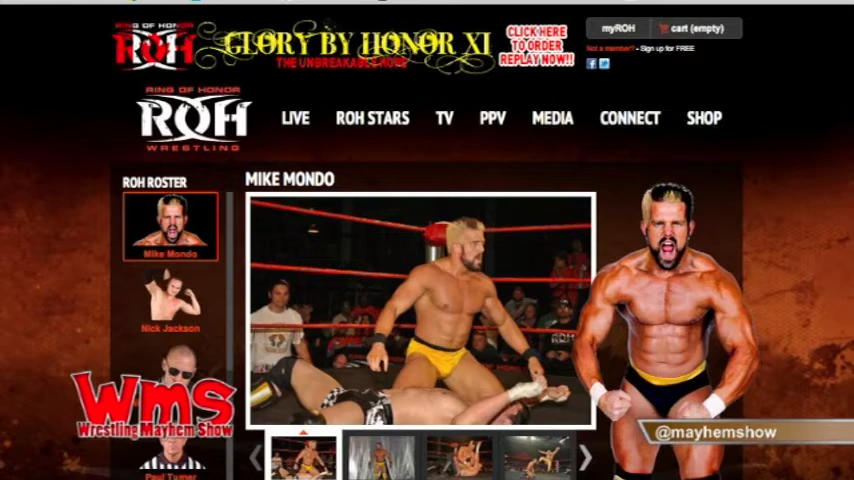 RING OF HONOR
ROH
GLORY BY HONOR XI
THE UNBREAKABLE HOPE
CLICK HERE
TO ORDER
REPLAY NOW!!
myROH
cart (empty)
Not a member? - Sign up for FREE
RING OF HONOR
ROH
WRESTLING
LIVE
ROH STARS
TV
PPV
MEDIA
CONNECT
SHOP
ROH ROSTER
MIKE MONDO
Mike Mondo
Nick Jackson
Wms
Wrestling Mayhem Show
@mayhemshow
Paul Turner